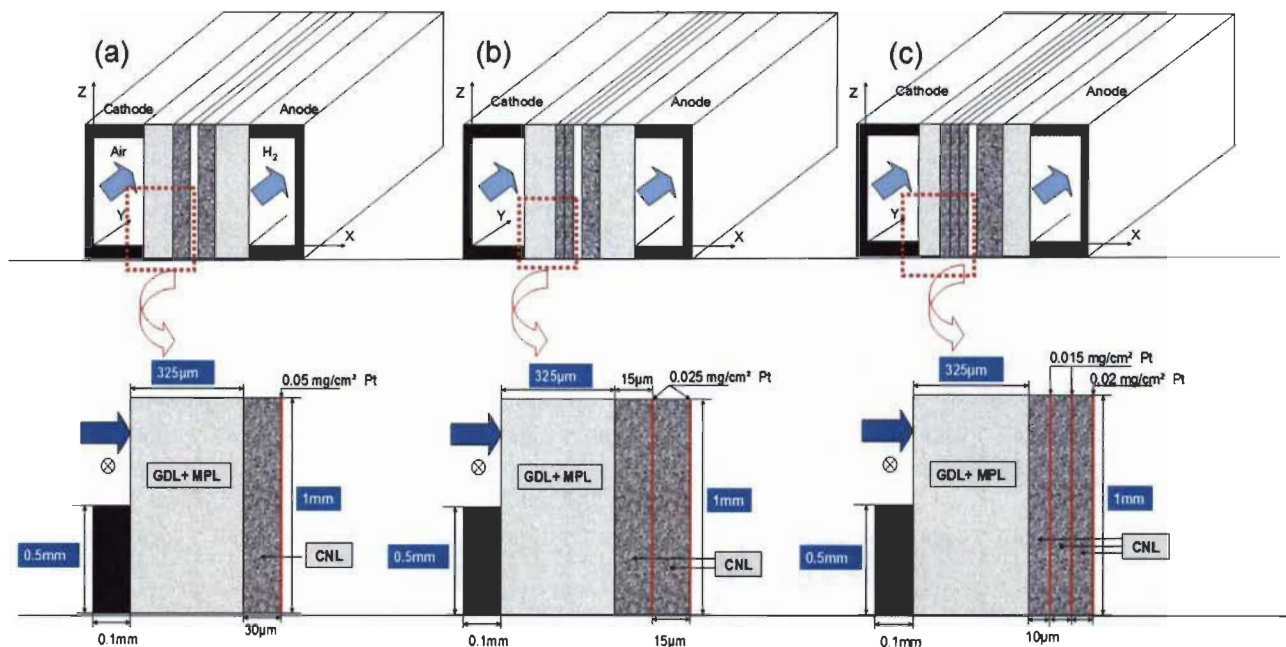 (a)
(b)
(c)
Z
Cathode
Anode
Air
H₂
Y
X
Z
Cathode
Anode
Y
X
Z
Cathode
Anode
Y
X
325µm
0.05 mg/cm² Pt
GDL+ MPL
1mm
0.5mm
CNL
0.1mm
30µm
325µm
15µm
0.025 mg/cm² Pt
GDL+ MPL
1mm
0.5mm
CNL
0.1mm
15µm
0.015 mg/cm² Pt
325µm
0.02 mg/cm² Pt
GDL+ MPL
1mm
0.5mm
CNL
0.1mm
10µm